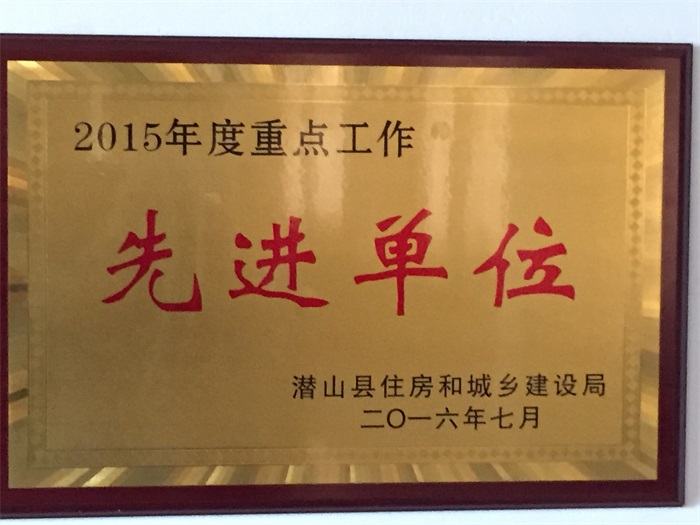 2015年度重点工作
先进单位
潜山县住房和城乡建设局
二〇一六年七月